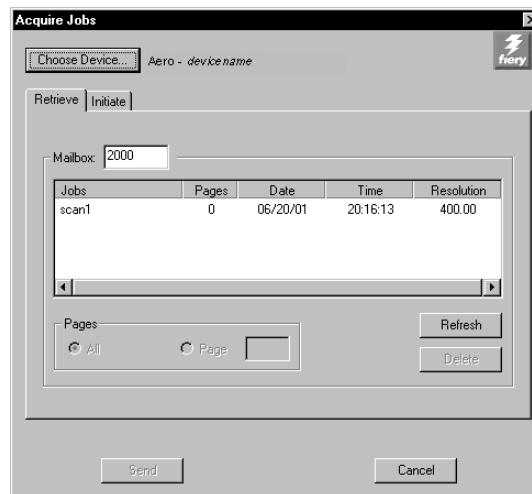 Acquire Jobs
Choose Device... Aero - devicename
fiery
Retrieve Initiate
Mailbox: 2000
Jobs Pages Date Time Resolution
scan1 0 06/20/01 20:16:13 400.00
Pages
All Page
Refresh
Delete
Send Cancel